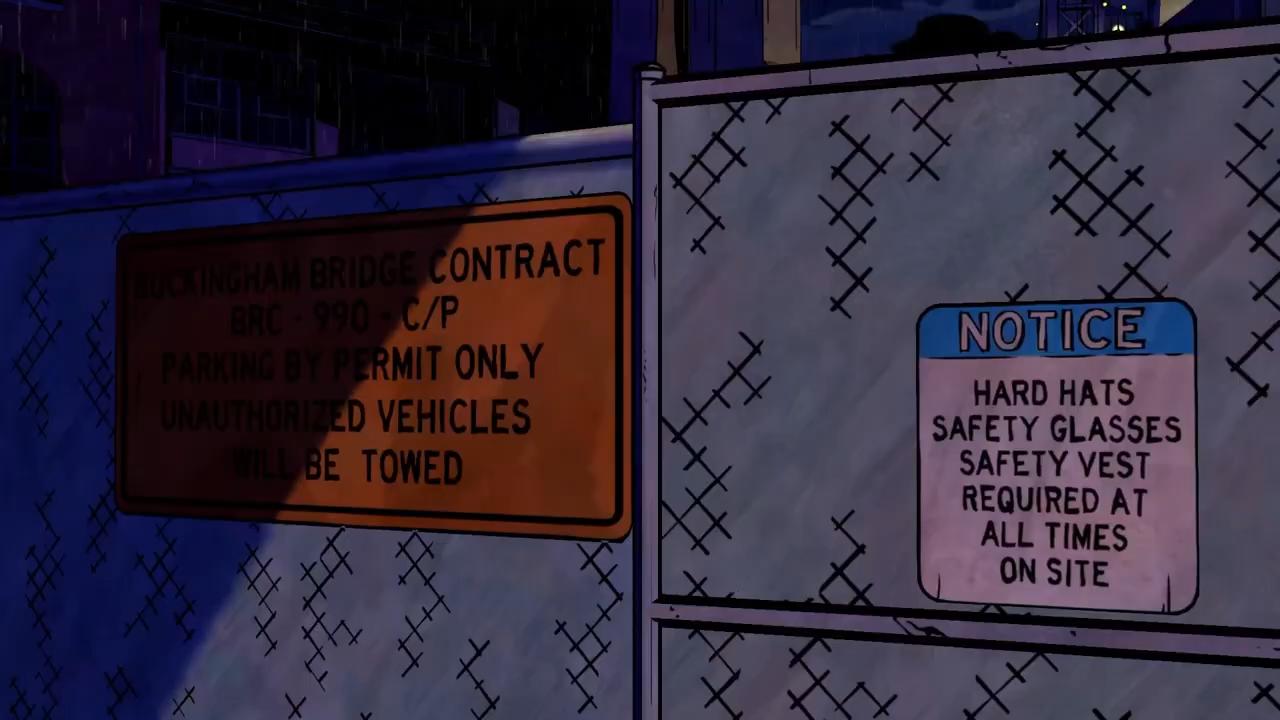 BUCKINGHAM BRIDGE CONTRACT
BRC - 990 - C/P
PARKING BY PERMIT ONLY
UNAUTHORIZED VEHICLES
WILL BE TOWED
NOTICE
HARD HATS
SAFETY GLASSES
SAFETY VEST
REQUIRED AT
ALL TIMES
ON SITE